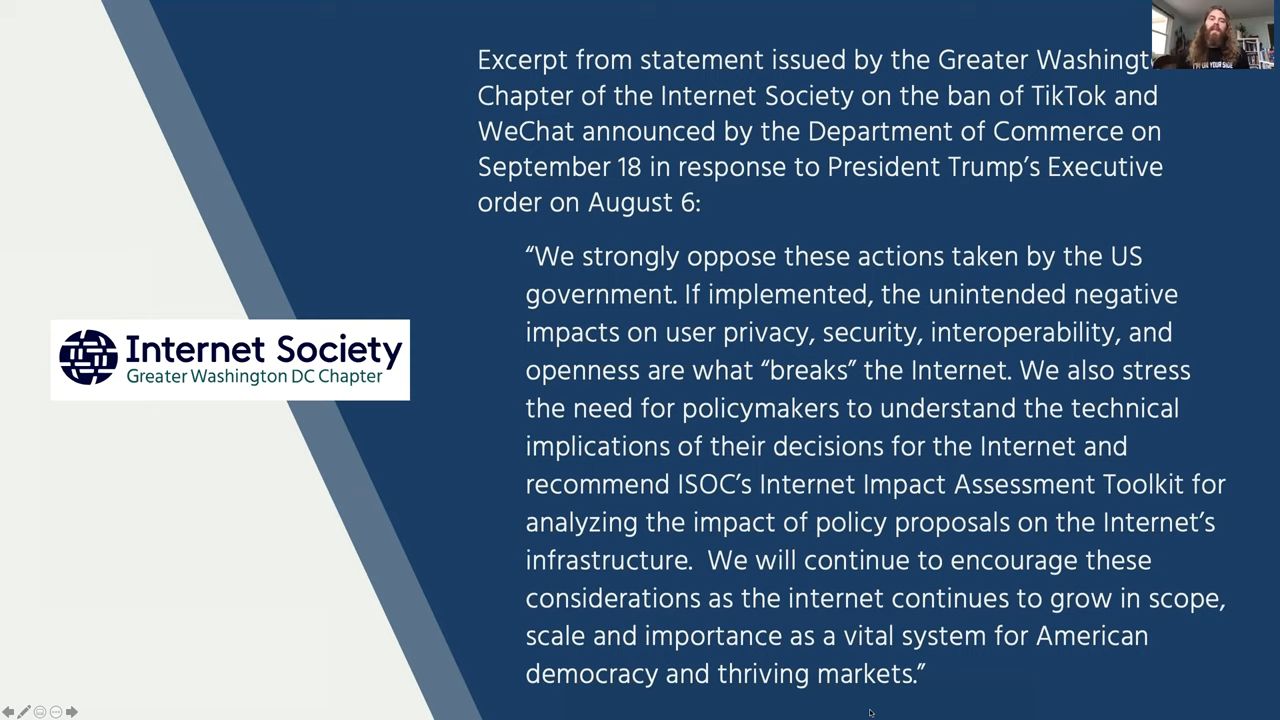 Excerpt from statement issued by the Greater
Chapter of the Internet Society on the ban of TikTok and
WeChat announced by the Department of Commerce on
September 18 in response to President Trump’s Executive
order on August 6:
“We strongly oppose these actions taken by the US
government. If implemented, the unintended negative
impacts on user privacy, security, interoperability, and
openness are what “breaks” the Internet. We also stress
the need for policymakers to understand the technical
implications of their decisions for the Internet and
recommend ISOC’s Internet Impact Assessment Toolkit for
analyzing the impact of policy proposals on the Internet’s
infrastructure.  We will continue to encourage these
considerations as the internet continues to grow in scope,
scale and importance as a vital system for American
democracy and thriving markets.”
Internet Society
Greater Washington DC Chapter